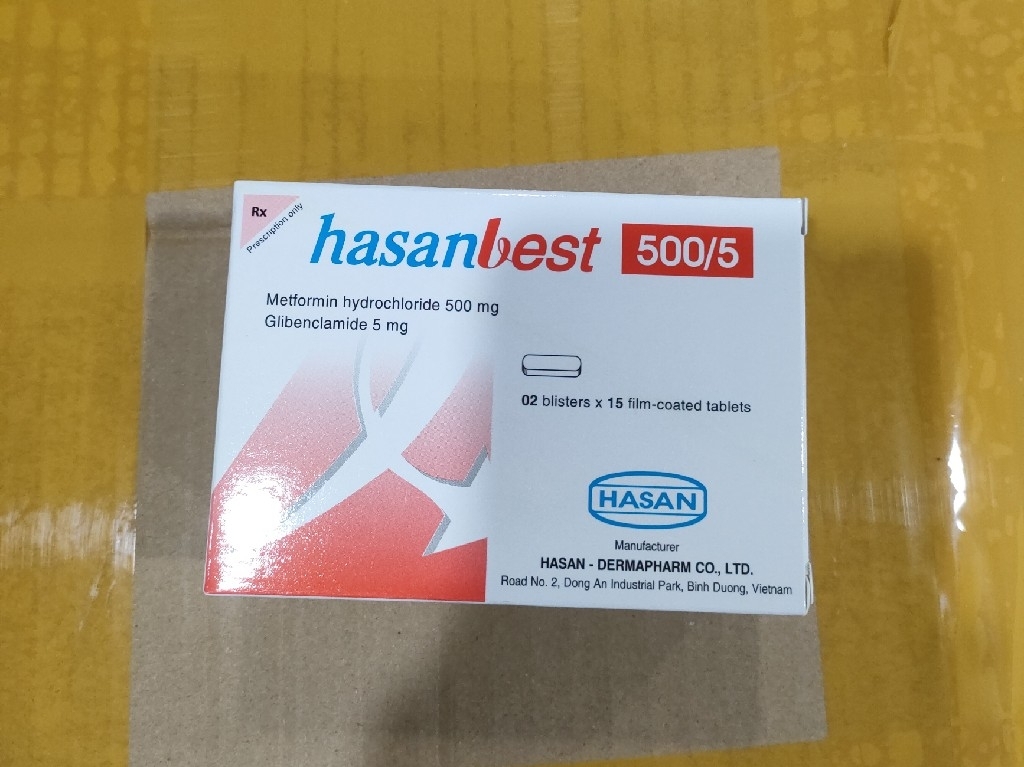 Rx
Prescription only
hasanbest 500/5
Metformin hydrochloride 500 mg
Glibenclamide 5 mg
02 blisters x 15 film-coated tablets
HASAN
Manufacturer
HASAN - DERMAPHARM CO., LTD.
Road No. 2, Dong An Industrial Park, Binh Duong, Vietnam